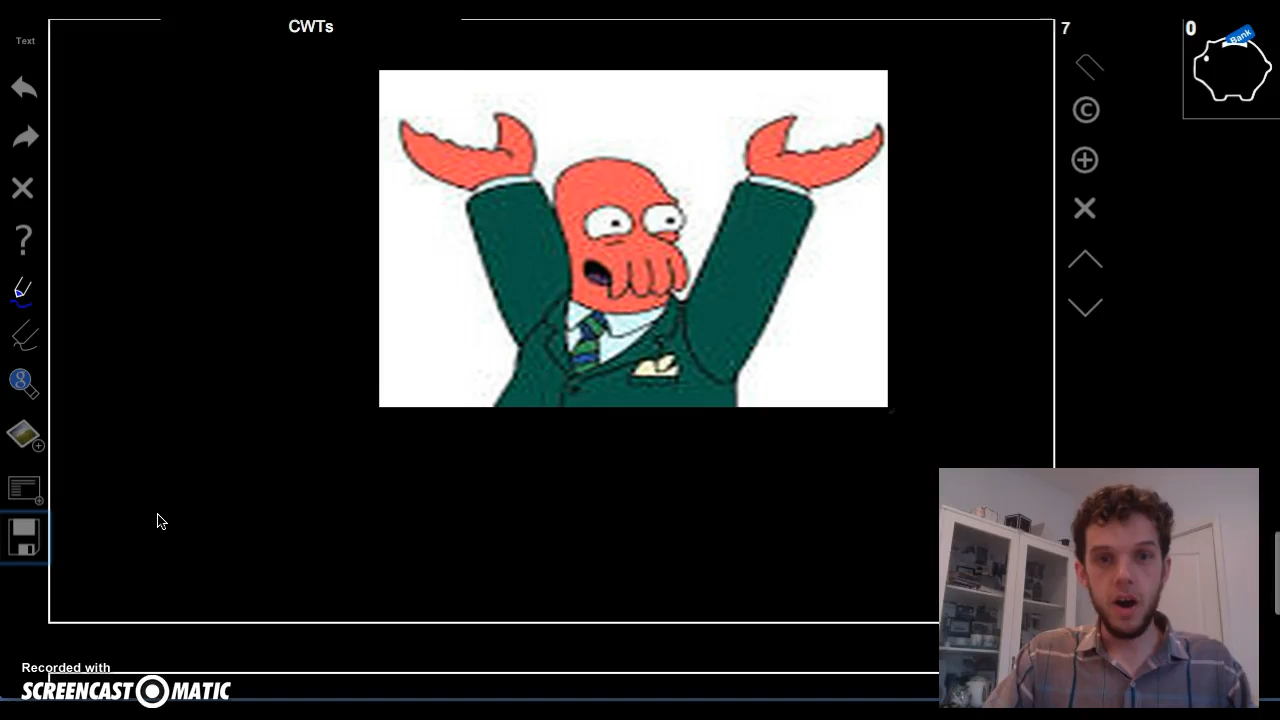 CWTs
7
0
Bank
Text
©
?
g
Recorded with
SCREENCAST-O-MATIC